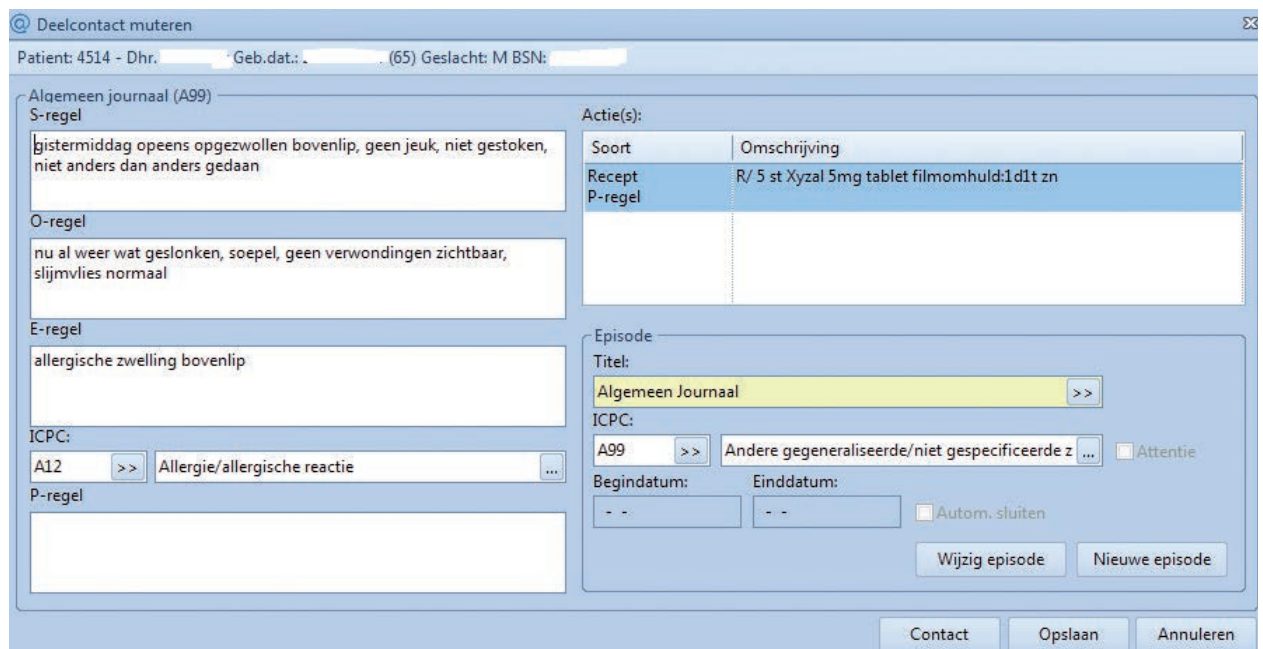 @ Deelcontact muteren
Patient: 4514 - Dhr. Geb.dat.: (65) Geslacht: M BSN:
Algemeen journaal (A99)
S-regel
gistermiddag opeens opgezwollen bovenlip, geen jeuk, niet gestoken,
niet anders dan anders gedaan
O-regel
nu al weer wat geslonken, soepel, geen verwondingen zichtbaar,
slijmvlies normaal
E-regel
allergische zwelling bovenlip
ICPC:
A12 >> Allergie/allergische reactie ...
P-regel
Actie(s):
Soort Omschrijving
Recept R/ 5 st Xyzal 5mg tablet filmomhuld:1d1t zn
P-regel
Episode
Titel:
Algemeen Journaal >>
ICPC:
A99 >> Andere gegeneraliseerde/niet gespecificeerde z ... Attentie
Begindatum: Einddatum:
- - - - Autom. sluiten
Wijzig episode Nieuwe episode
Contact Opslaan Annuleren